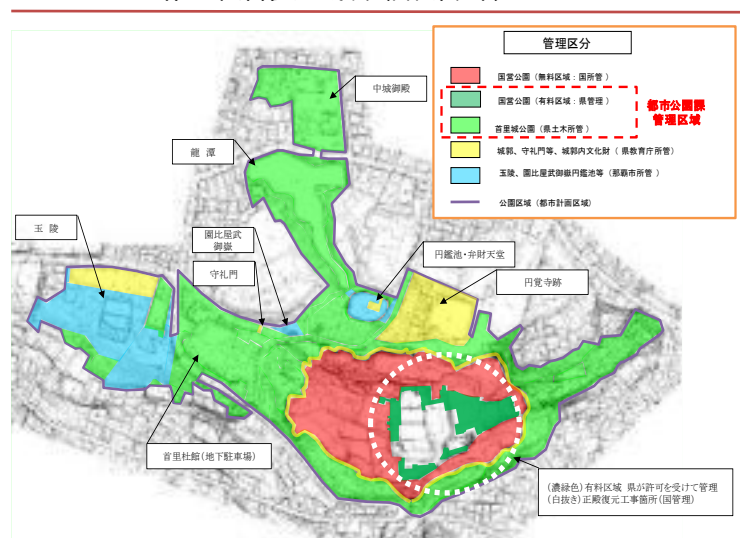 管理区分
国営公園（無料区域：国所管）
国営公園（有料区域：県管理）
首里城公園（県土木所管）
都市公園課
管理区域
城郭、守礼門等、城郭内文化財（県教育庁所管）
玉陵、園比屋武御嶽円鑑池等（那覇市所管）
公園区域（都市計画区域）
中城御殿
龍潭
玉陵
園比屋武
御嶽
守礼門
円鑑池・弁財天堂
円覚寺跡
首里杜館(地下駐車場)
(濃緑色)有料区域 県が許可を受けて管理
(白抜き)正殿復元工事箇所(国管理)